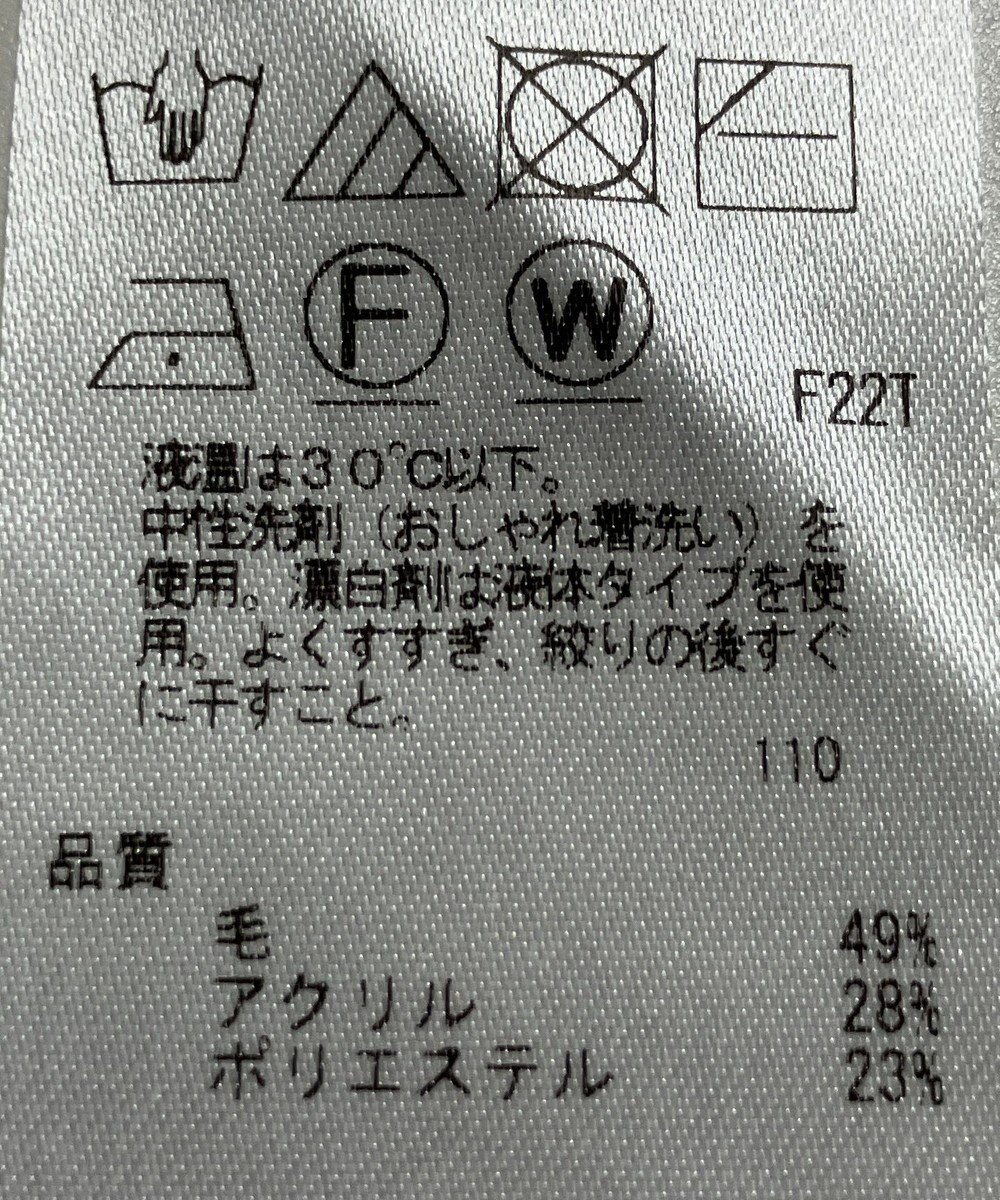 F
W
F22T
液温は30℃以下。
中性洗剤（おしゃれ着洗い）を
使用。漂白剤は液体タイプを使
用。よくすすぎ、絞りの後すぐ
に干すこと。
110
品質
毛 49%
アクリル 28%
ポリエステル 23%